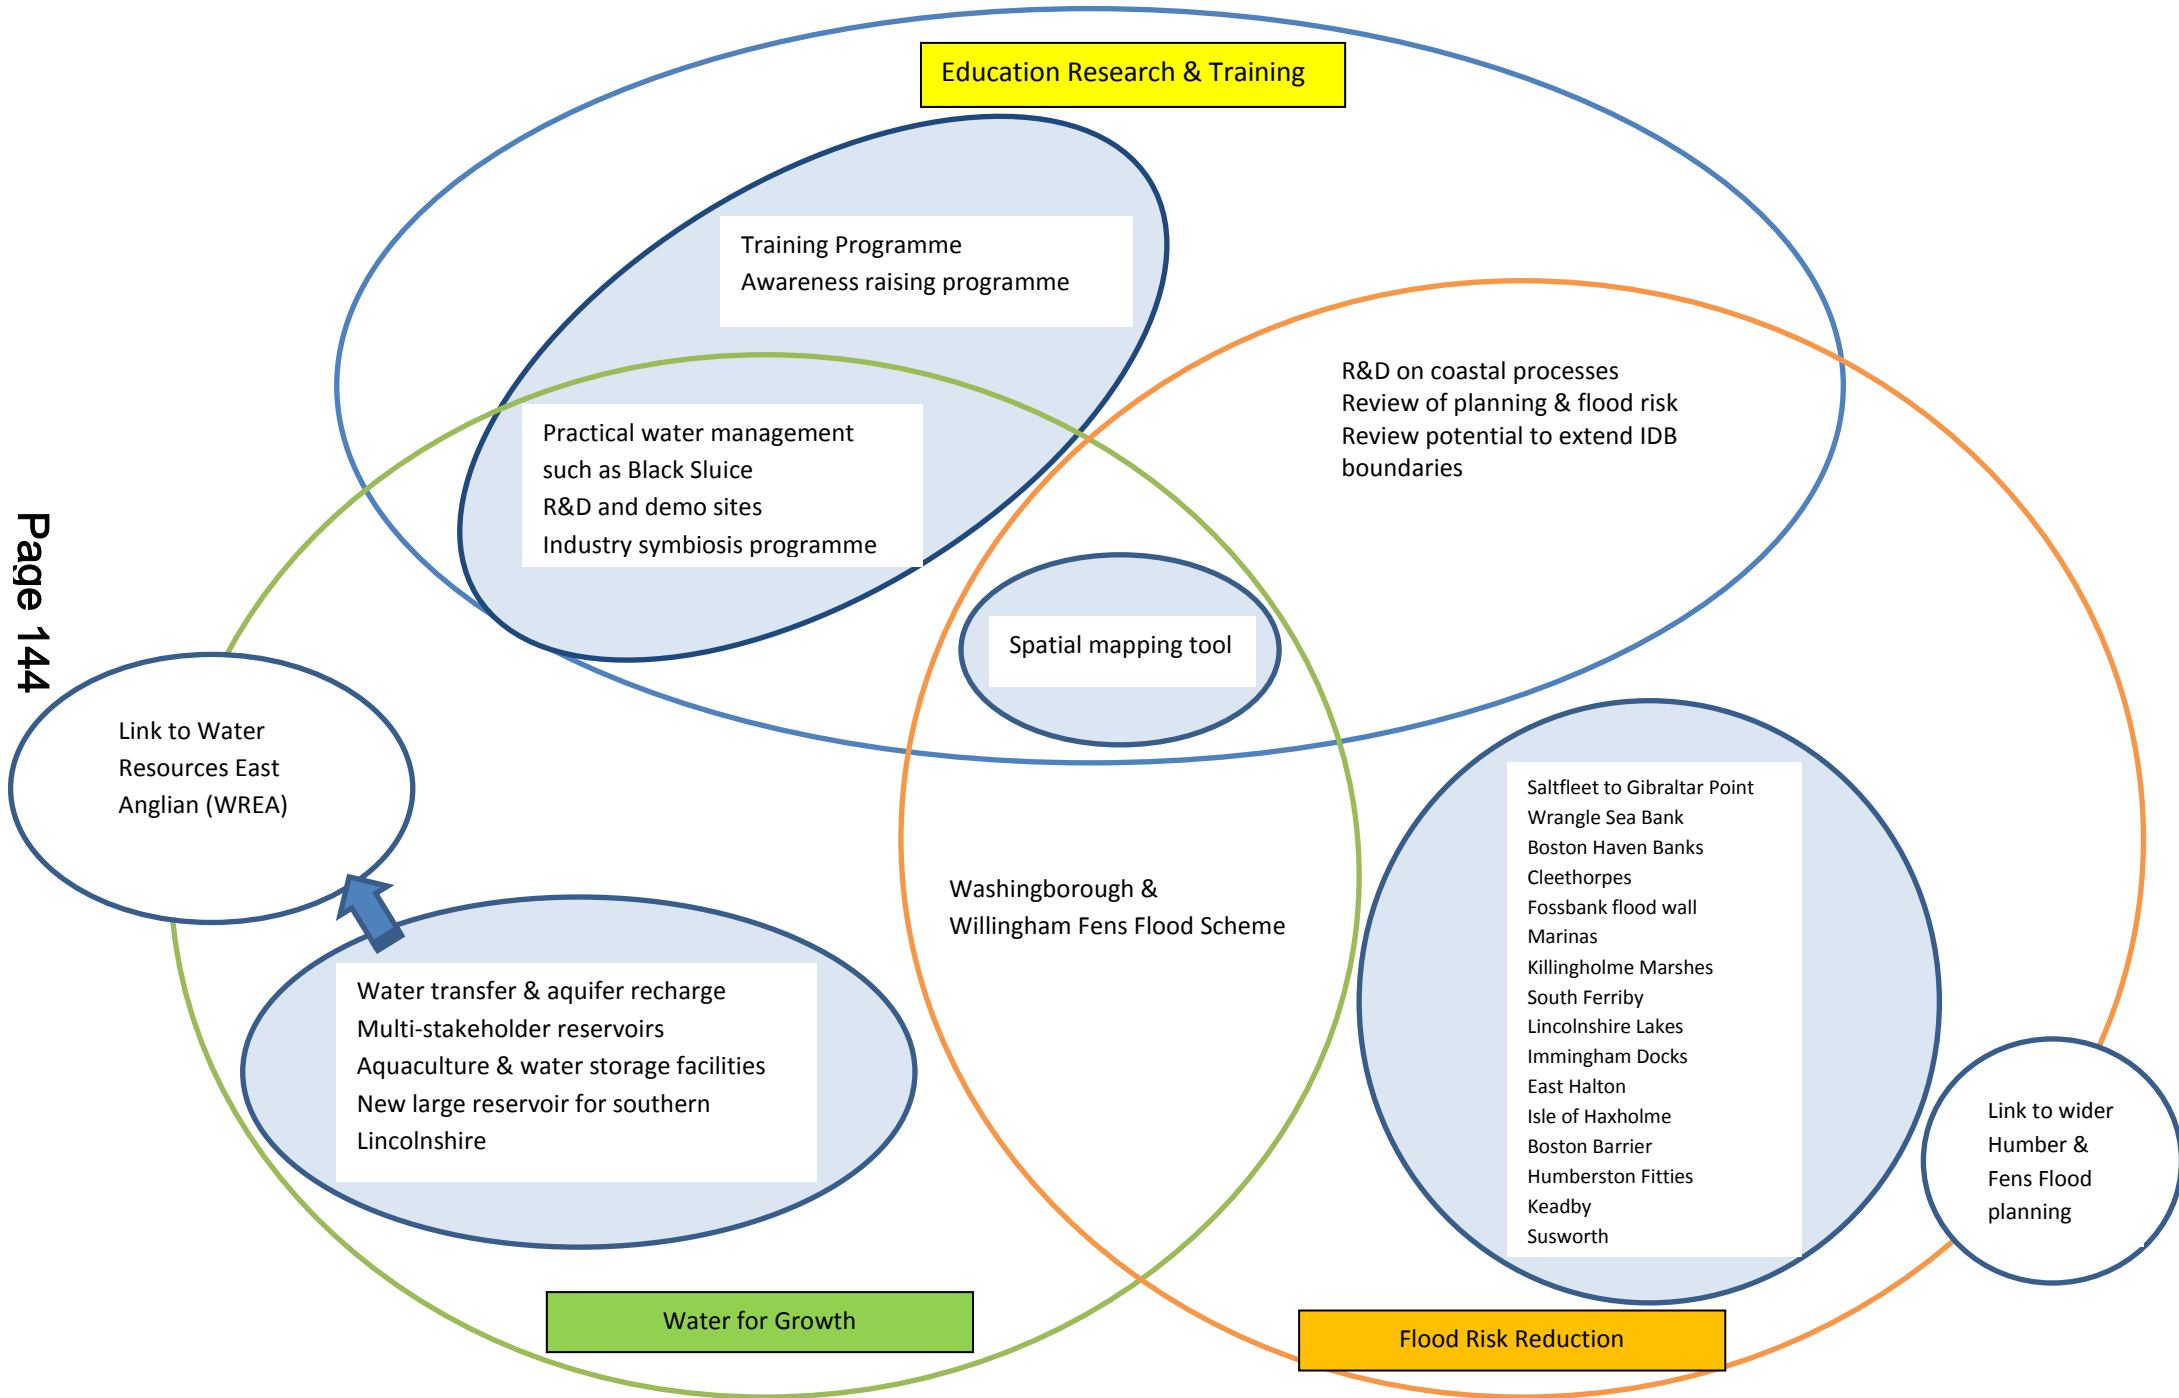 Education Research & Training
Training Programme
Awareness raising programme
R&D on coastal processes
Review of planning & flood risk
Review potential to extend IDB
boundaries
Practical water management
such as Black Sluice
R&D and demo sites
Industry symbiosis programme
Page 144
Spatial mapping tool
Link to Water
Resources East
Anglian (WREA)
Washingborough &
Willingham Fens Flood Scheme
Saltfleet to Gibraltar Point
Wrangle Sea Bank
Boston Haven Banks
Cleethorpes
Fossbank flood wall
Marinas
Killingholme Marshes
South Ferriby
Lincolnshire Lakes
Immingham Docks
East Halton
Isle of Haxholme
Boston Barrier
Humberston Fitties
Keadby
Susworth
Water transfer & aquifer recharge
Multi-stakeholder reservoirs
Aquaculture & water storage facilities
New large reservoir for southern
Lincolnshire
Link to wider
Humber &
Fens Flood
planning
Water for Growth
Flood Risk Reduction